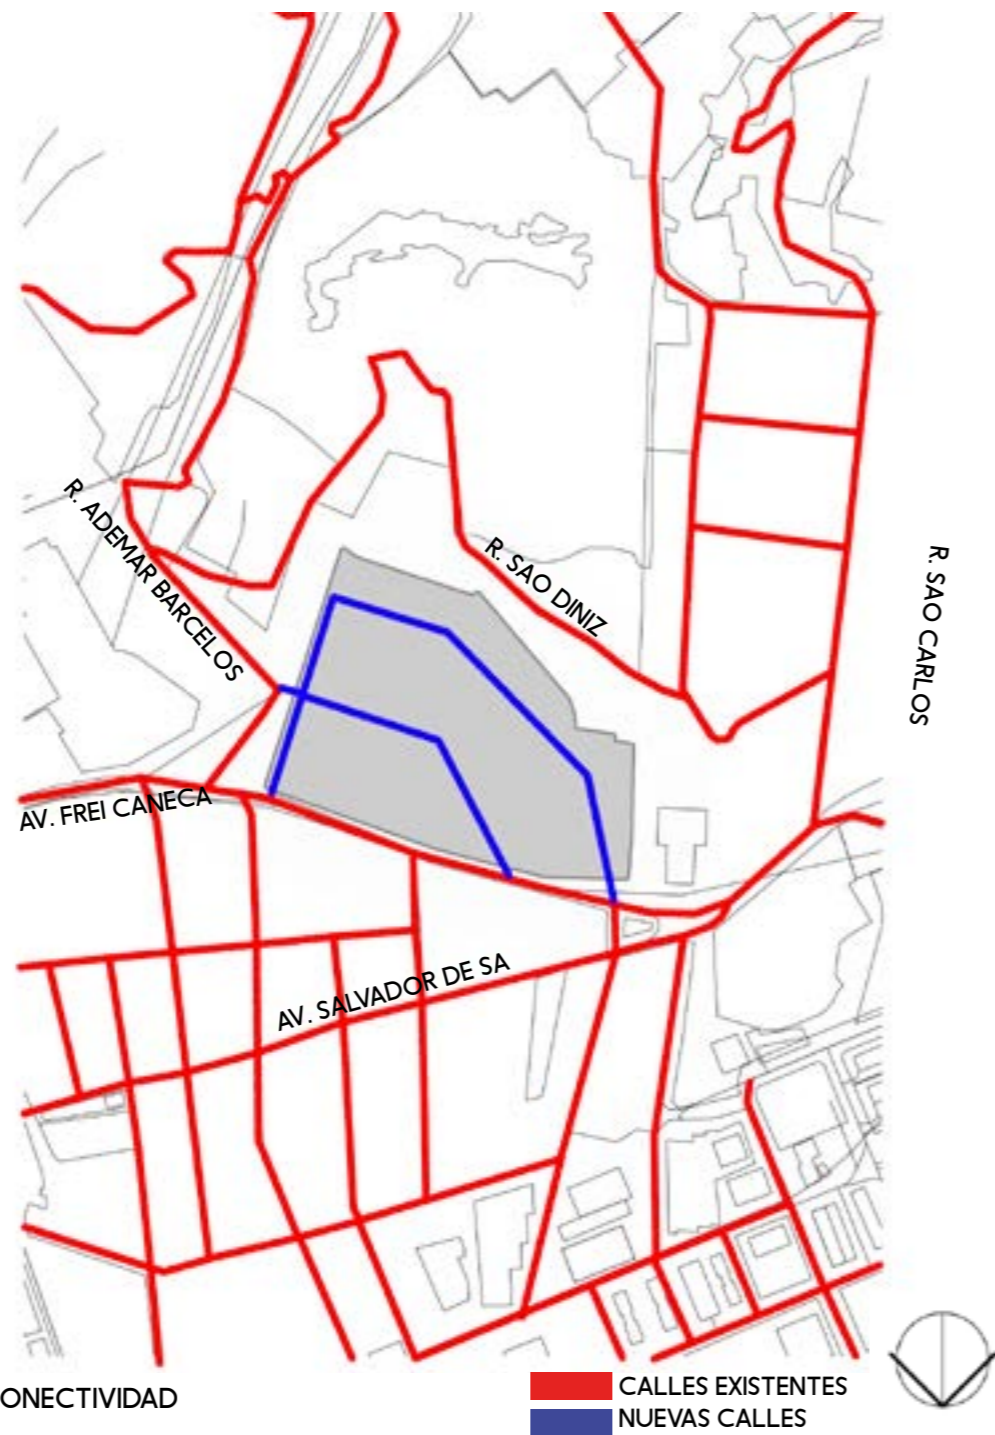 R. ADEMAR BARCELOS
R. SAO DINIZ
R. SAO CARLOS
AV. FREI CANECA
AV. SALVADOR DE SA
ONECTIVIDAD
CALLES EXISTENTES
NUEVAS CALLES